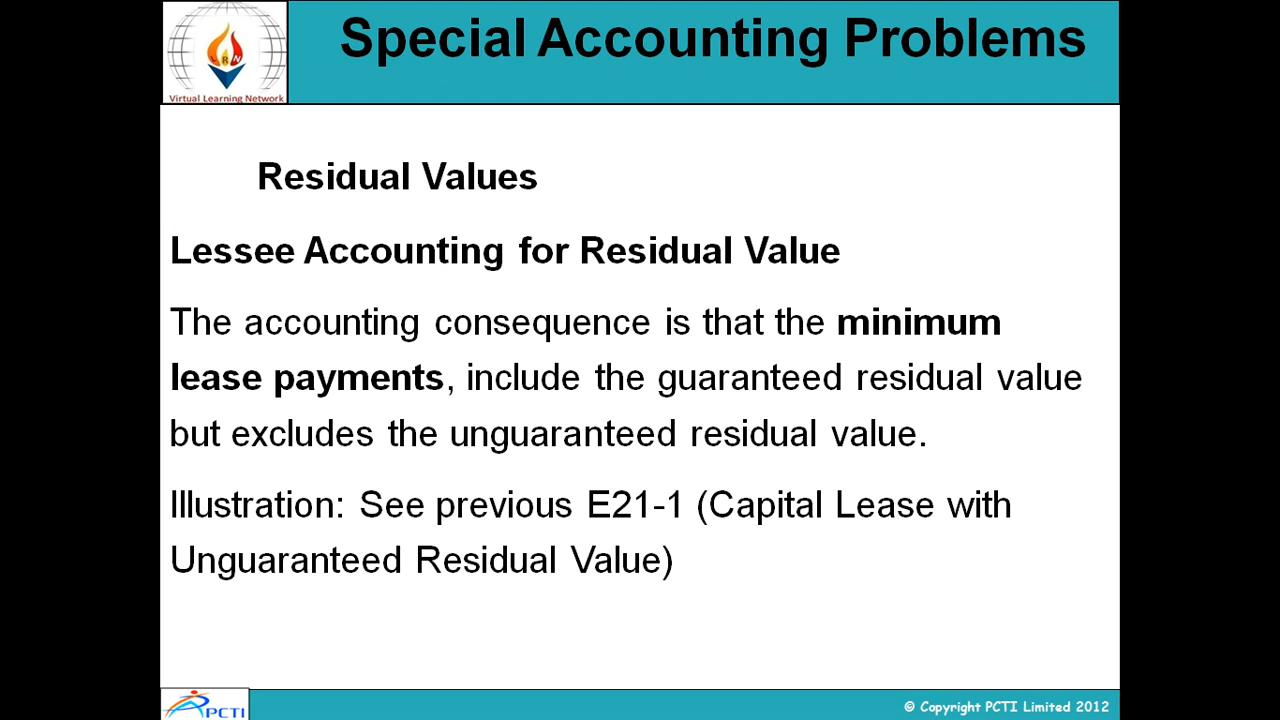 Special Accounting Problems
Virtual Learning Network
Residual Values
Lessee Accounting for Residual Value
The accounting consequence is that the minimum
lease payments, include the guaranteed residual value
but excludes the unguaranteed residual value.
Illustration: See previous E21-1 (Capital Lease with
Unguaranteed Residual Value)
PCTI
© Copyright PCTI Limited 2012